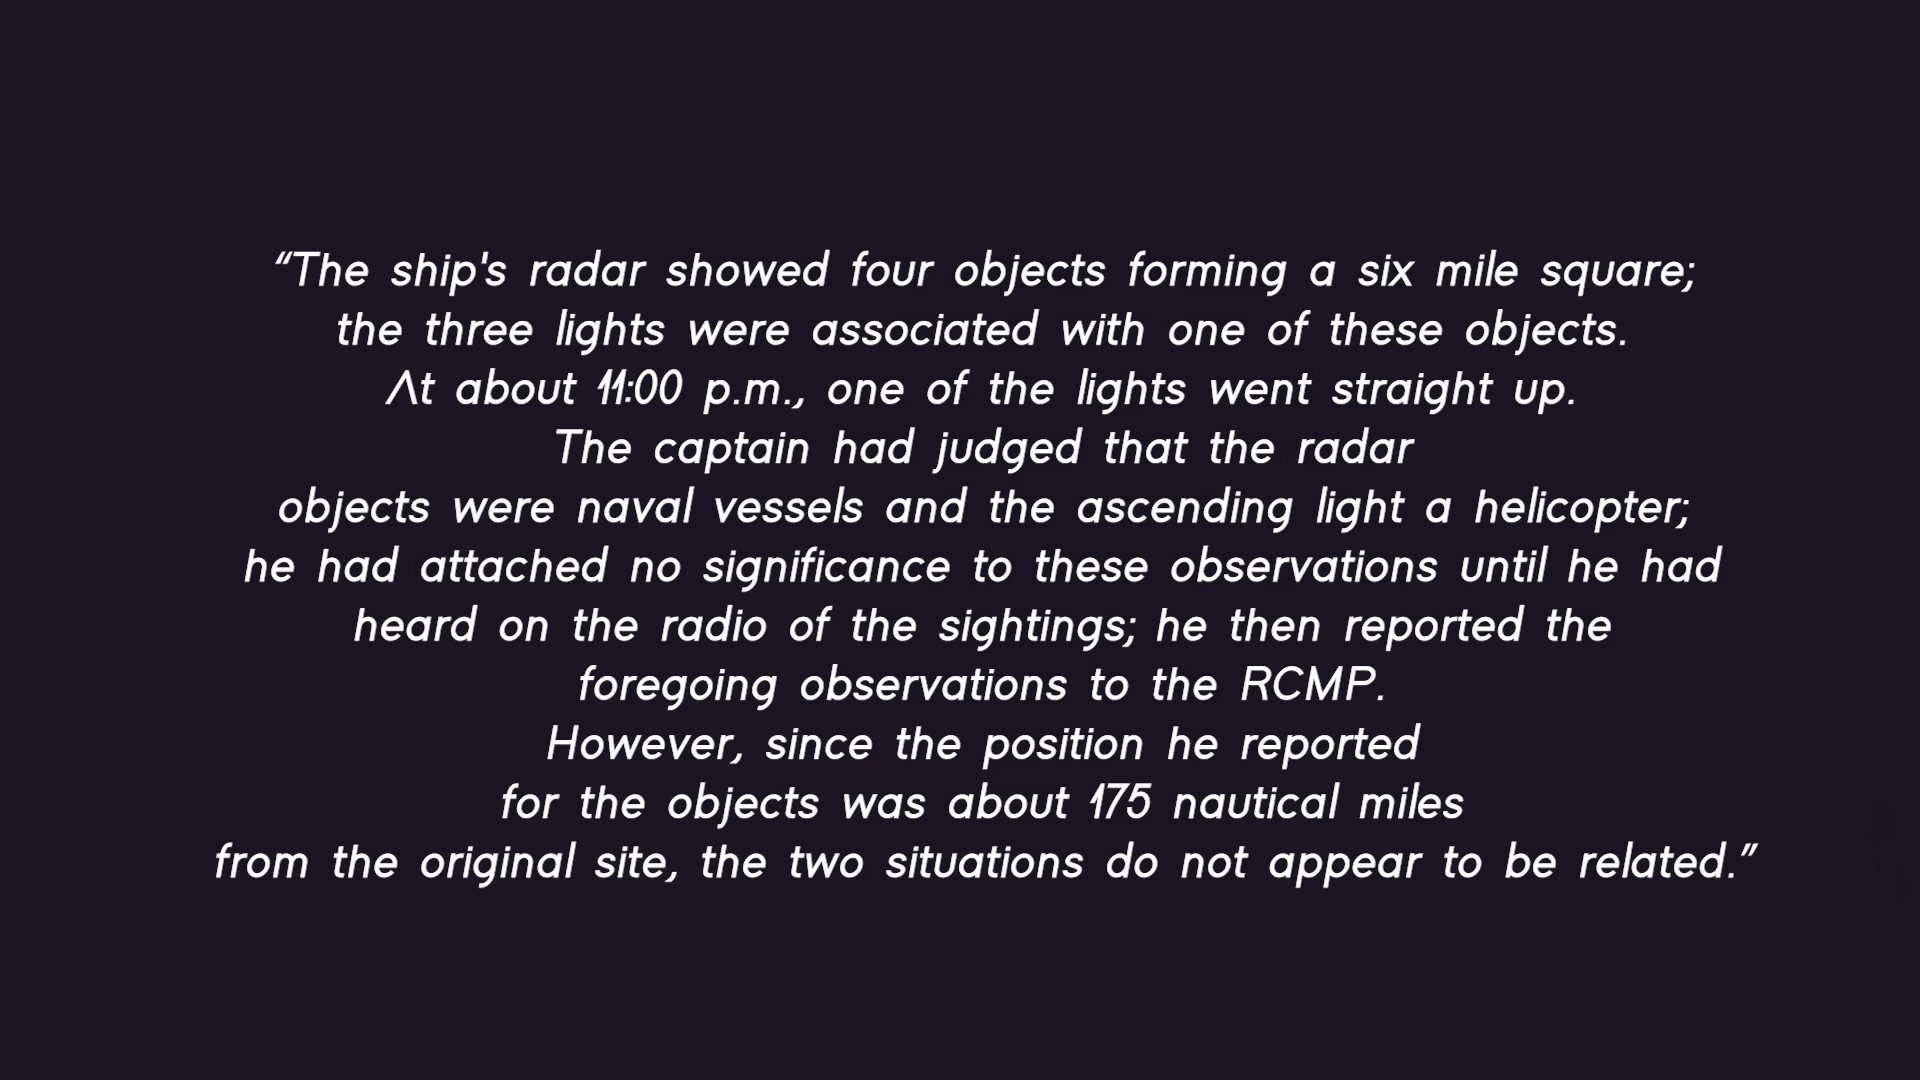 “The ship's radar showed four objects forming a six mile square;
the three lights were associated with one of these objects.
At about 11:00 p.m., one of the lights went straight up.
The captain had judged that the radar
objects were naval vessels and the ascending light a helicopter;
he had attached no significance to these observations until he had
heard on the radio of the sightings; he then reported the
foregoing observations to the RCMP.
However, since the position he reported
for the objects was about 175 nautical miles
from the original site, the two situations do not appear to be related.”